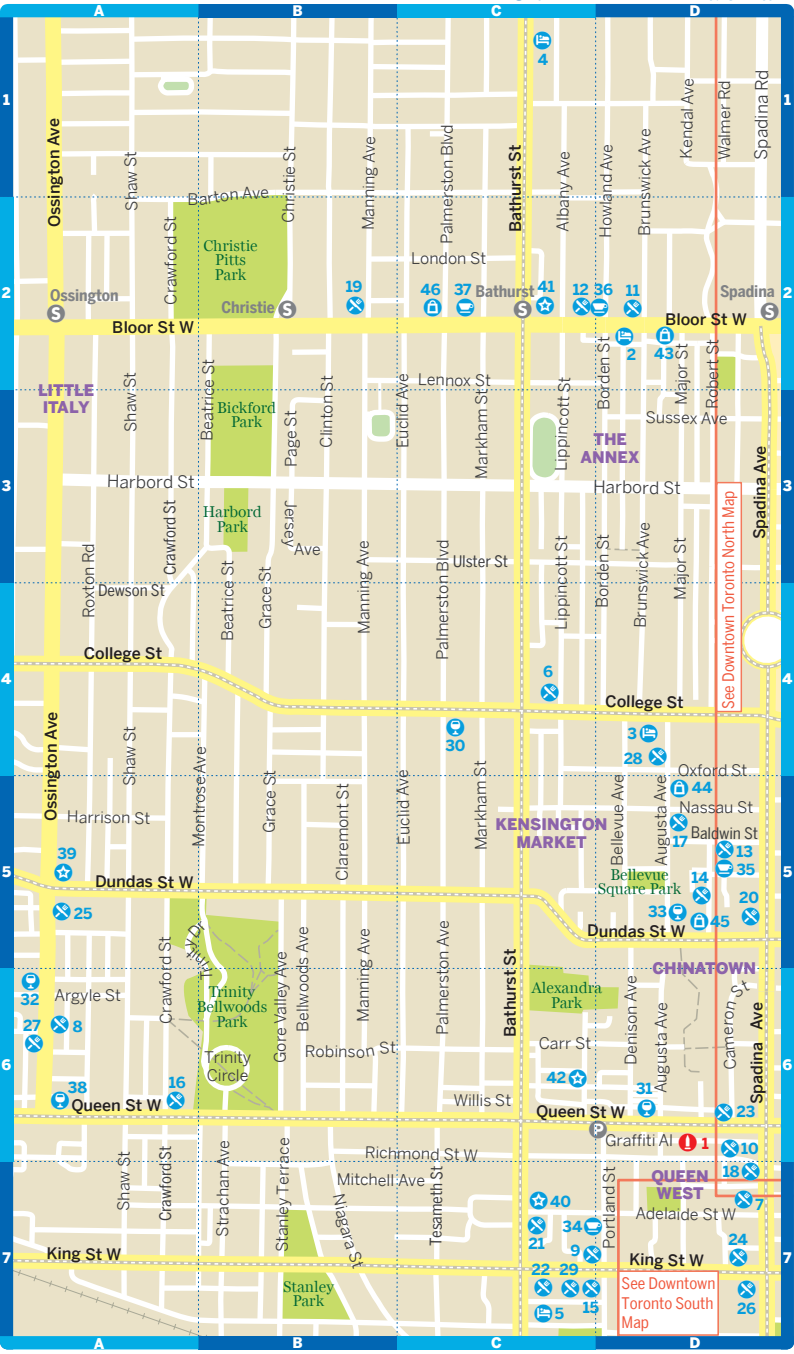 A
B
C
D
4
1
1
Ossington Ave
Shaw St
Christie St
Manning Ave
Palmerston Blvd
Bathurst St
Albany Ave
Howland Ave
Brunswick Ave
Kendal Ave
Walmer Rd
Spadina Rd
Barton Ave
Crawford St
Christie
Pitts
Park
London St
2
2
Ossington
S
Christie
S
19
46
37
Bathurst
S
41
12
36
11
Spadina
S
Bloor St W
Bloor St W
2
43
LITTLE
ITALY
Shaw St
Beatrice St
Bickford
Park
Page St
Clinton St
Euclid Ave
Lennox St
Markham St
Lippincott St
Borden St
Major St
Robert St
Sussex Ave
THE
ANNEX
Spadina Ave
3
3
Harbord St
Harbord St
Harbord
Park
Crawford St
Jersey
Ave
Ulster St
Roxton Rd
Dewson St
Beatrice St
Grace St
Manning Ave
Palmerston Blvd
Lippincott St
Borden St
Brunswick Ave
Major St
See Downtown Toronto North Map
4
4
College St
6
College St
30
3
28
Ossington Ave
Shaw St
Montrose Ave
Grace St
Claremont St
Euclid Ave
Markham St
Bellevue Ave
Augusta Ave
Oxford St
44
Nassau St
17
Baldwin St
Harrison St
KENSINGTON
MARKET
13
35
39
5
5
Bellevue
Square Park
14
Dundas St W
25
33
45
20
Dundas St W
Trinity Dr
Crawford St
Gore Valley Ave
Bellwoods Ave
Manning Ave
Palmerston Ave
Bathurst St
CHINATOWN
32
Argyle St
Trinity
Bellwoods
Park
Alexandra
Park
Denison Ave
Augusta Ave
Cameron St
Spadina Ave
27
8
Carr St
6
6
Trinity
Circle
Robinson St
42
38
16
Queen St W
Willis St
Queen St W
31
23
P
Graffiti Al
1
10
Richmond St W
18
Shaw St
Crawford St
Strachan Ave
Stanley Terrace
Mitchell Ave
Niagara St
Tesameth St
Portland St
QUEEN
WEST
40
7
Adelaide St W
21
34
9
24
7
7
King St W
King St W
22
29
15
Stanley
Park
5
See Downtown
Toronto South
Map
26
A
B
C
D